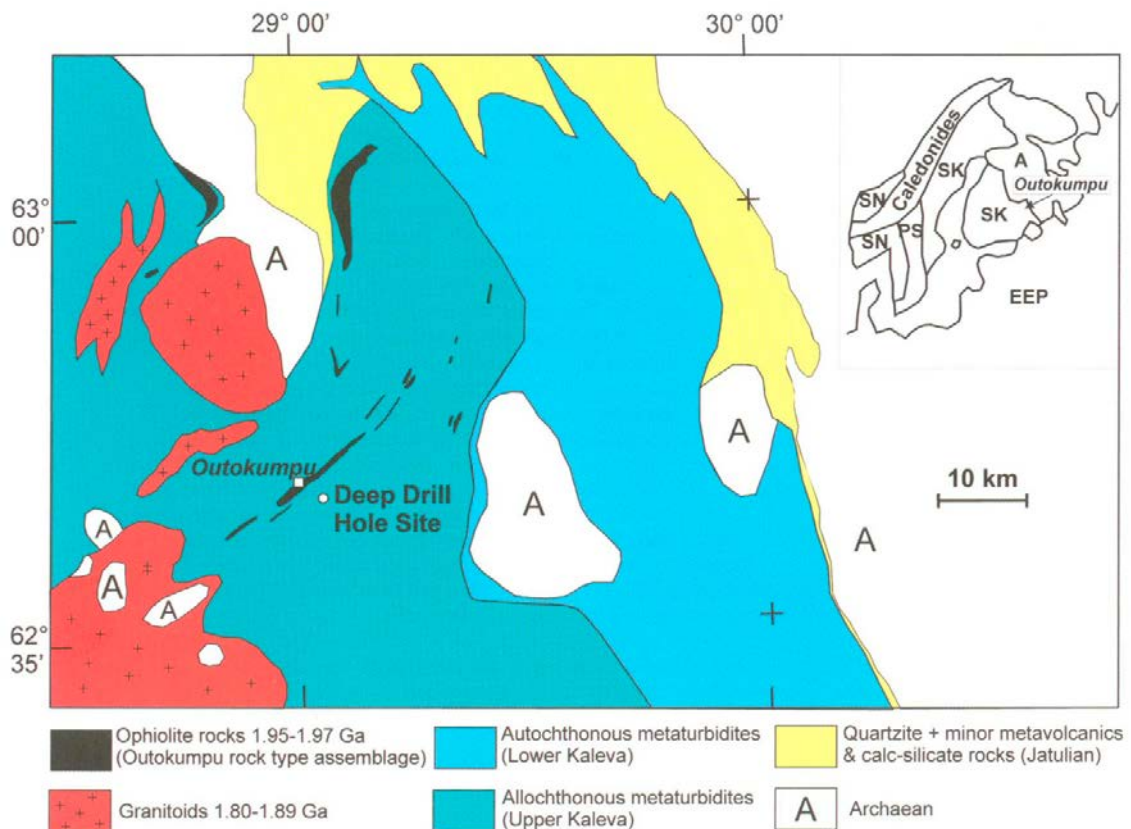 29° 00'
30° 00'
63°
00'
62°
35'
A
A
A
A
A
A
A
Outokumpu
Deep Drill
Hole Site
10 km
Caledonides
SN
SK
A
Outokumpu
SK
SN
PS
EEP
Ophiolite rocks 1.95-1.97 Ga
(Outokumpu rock type assemblage)
Autochthonous metaturbidites
(Lower Kaleva)
Quartzite + minor metavolcanics
& calc-silicate rocks (Jatulian)
Granitoids 1.80-1.89 Ga
Allochthonous metaturbidites
(Upper Kaleva)
A
Archaean